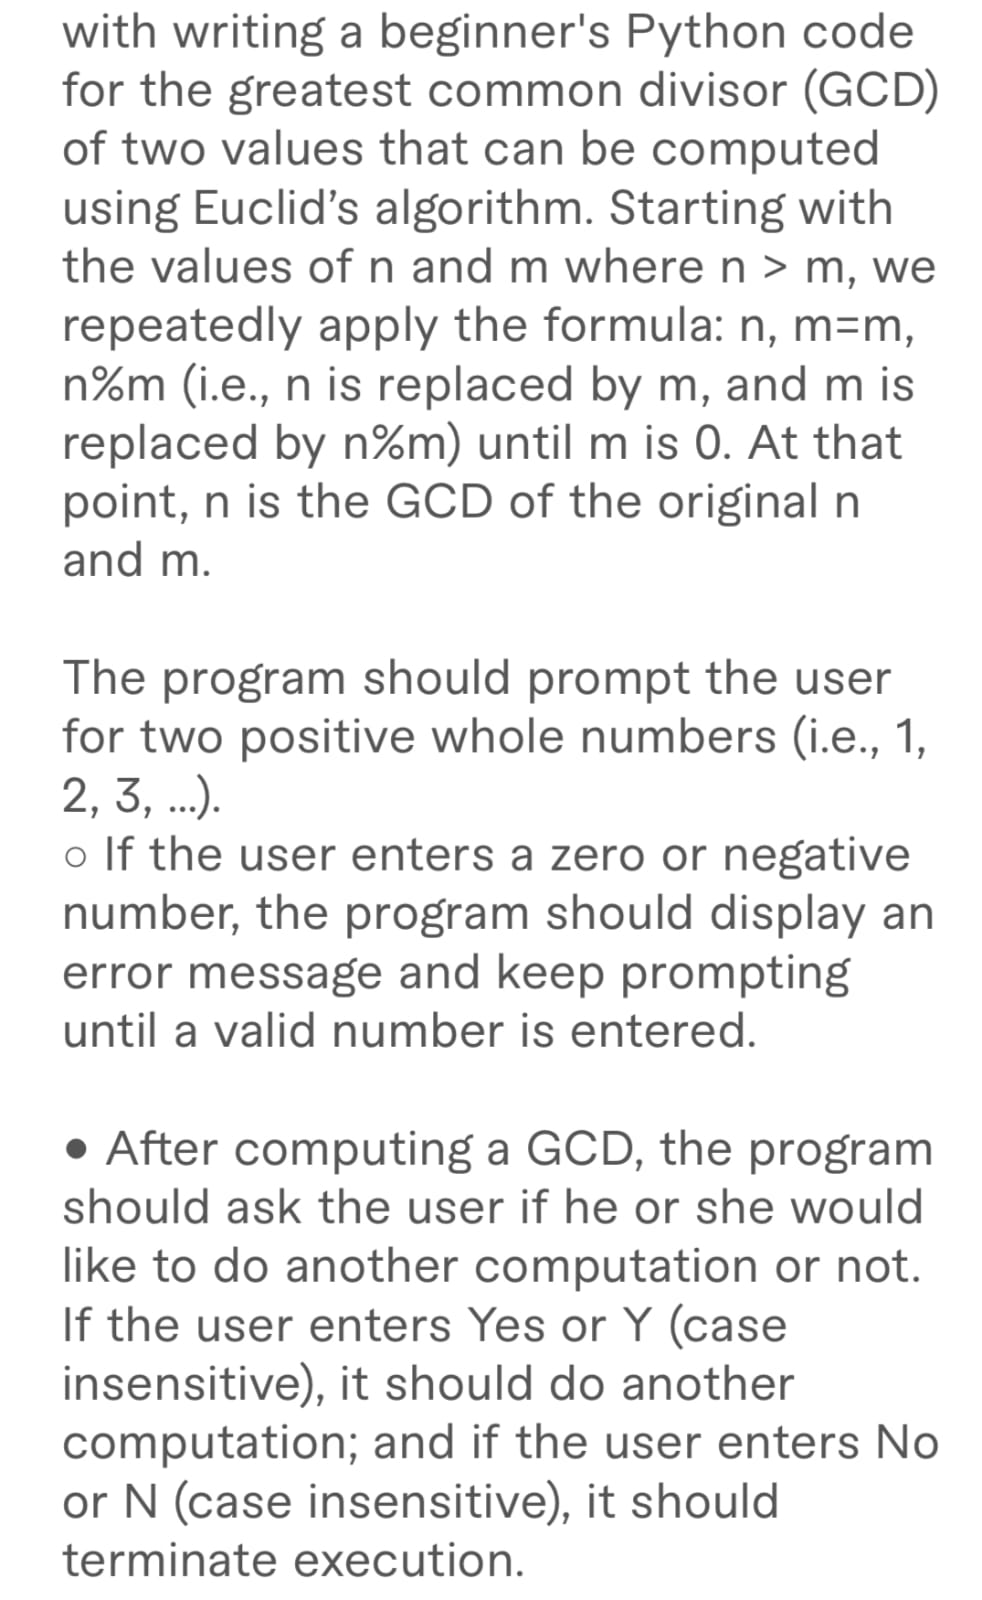 with writing a beginner's Python code
for the greatest common divisor (GCD)
of two values that can be computed
using Euclid’s algorithm. Starting with
the values of n and m where n > m, we
repeatedly apply the formula: n, m=m,
n%m (i.e., n is replaced by m, and m is
replaced by n%m) until m is 0. At that
point, n is the GCD of the original n
and m.
The program should prompt the user
for two positive whole numbers (i.e., 1,
2, 3, …).
○ If the user enters a zero or negative
number, the program should display an
error message and keep prompting
until a valid number is entered.
● After computing a GCD, the program
should ask the user if he or she would
like to do another computation or not.
If the user enters Yes or Y (case
insensitive), it should do another
computation; and if the user enters No
or N (case insensitive), it should
terminate execution.